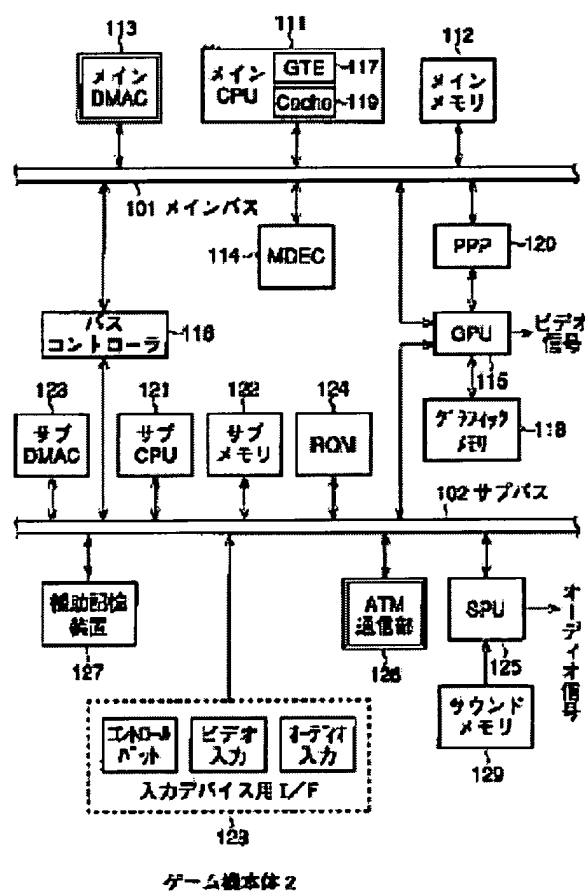 113
メイン
DMAC
111
メイン
CPU
GTE
117
Cache
119
112
メイン
メモリ
101 メインバス
114
MDEC
PPP
120
バス
コントローラ
116
GPU
115
ビデオ
信号
グラフィック
メモリ
118
123
サブ
DMAC
121
サブ
CPU
122
サブ
メモリ
124
ROM
102 サブバス
補助記憶
装置
127
ATM
通信部
126
SPU
125
オーディオ信号
サウンド
メモリ
129
コントロール
パット
ビデオ
入力
オーディオ
入力
入力デバイス用 I/F
128
ゲーム機本体 2